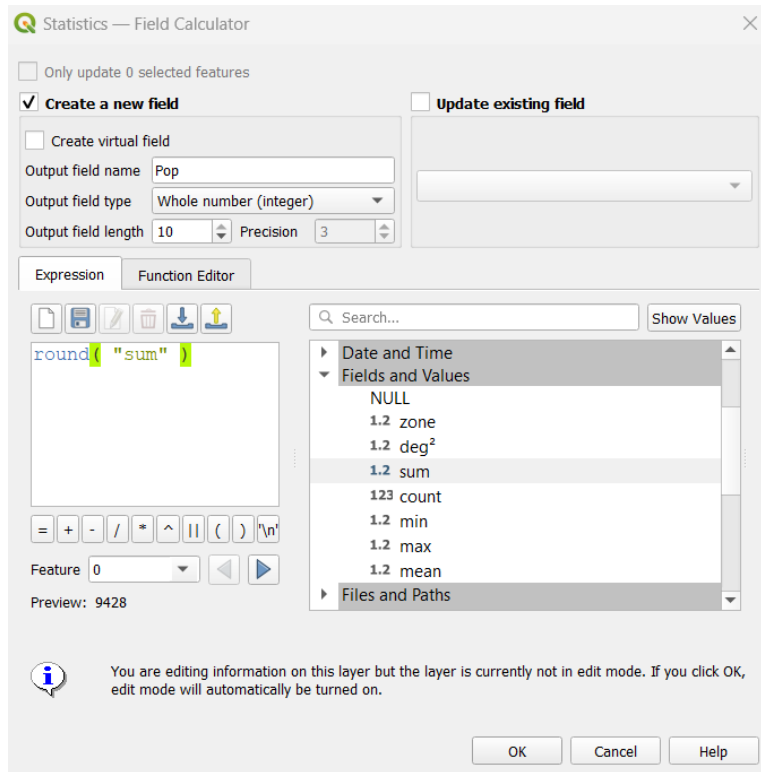 Statistics — Field Calculator
Only update 0 selected features
Create a new field
Update existing field
Create virtual field
Output field name Pop
Output field type Whole number (integer)
Output field length 10 Precision 3
Expression Function Editor
Search... Show Values
round( "sum" )
Date and Time
Fields and Values
NULL
1.2 zone
1.2 deg²
1.2 sum
123 count
1.2 min
1.2 max
1.2 mean
Files and Paths
= + - / * ^ || ( ) '\n'
Feature 0
Preview: 9428
You are editing information on this layer but the layer is currently not in edit mode. If you click OK,
edit mode will automatically be turned on.
OK Cancel Help